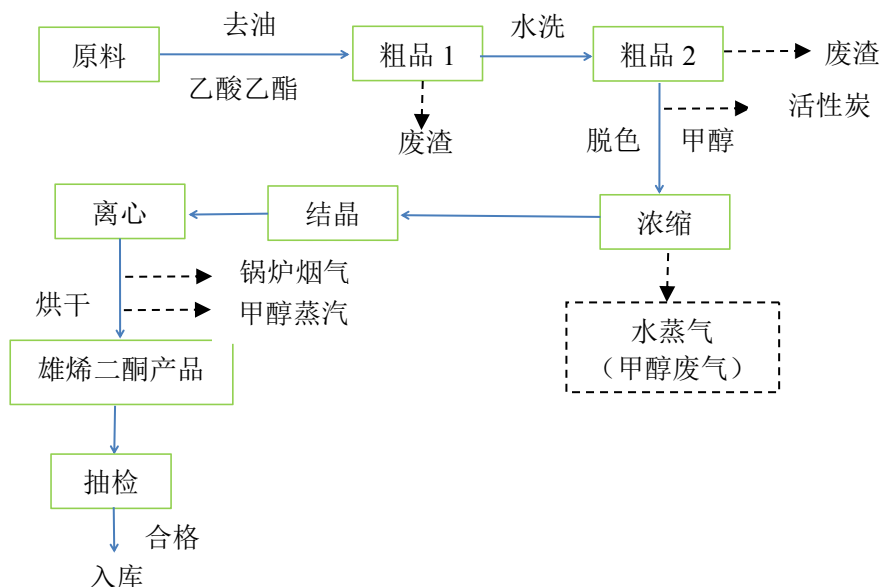 原料
去油
乙酸乙酯
粗品 1
水洗
粗品 2
废渣
废渣
活性炭
脱色
甲醇
离心
结晶
浓缩
烘干
锅炉烟气
甲醇蒸汽
水蒸气
（甲醇废气）
雄烯二酮产品
抽检
合格
入库